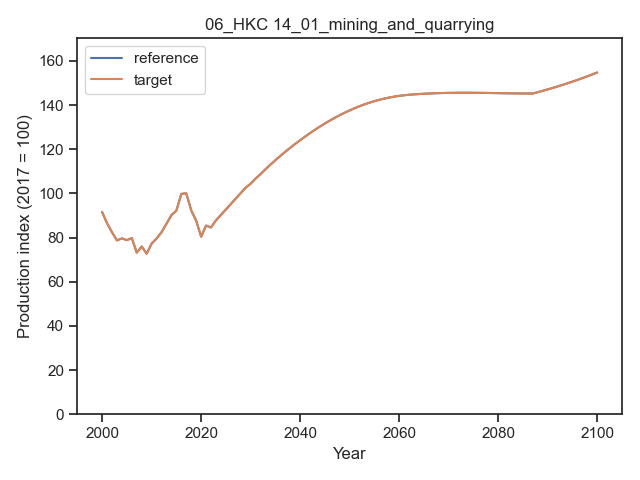 06_HKC 14_01_mining_and_quarrying
reference
target
Production index (2017 = 100)
160
140
120
100
80
60
40
20
0
2000 2020 2040 2060 2080 2100
Year